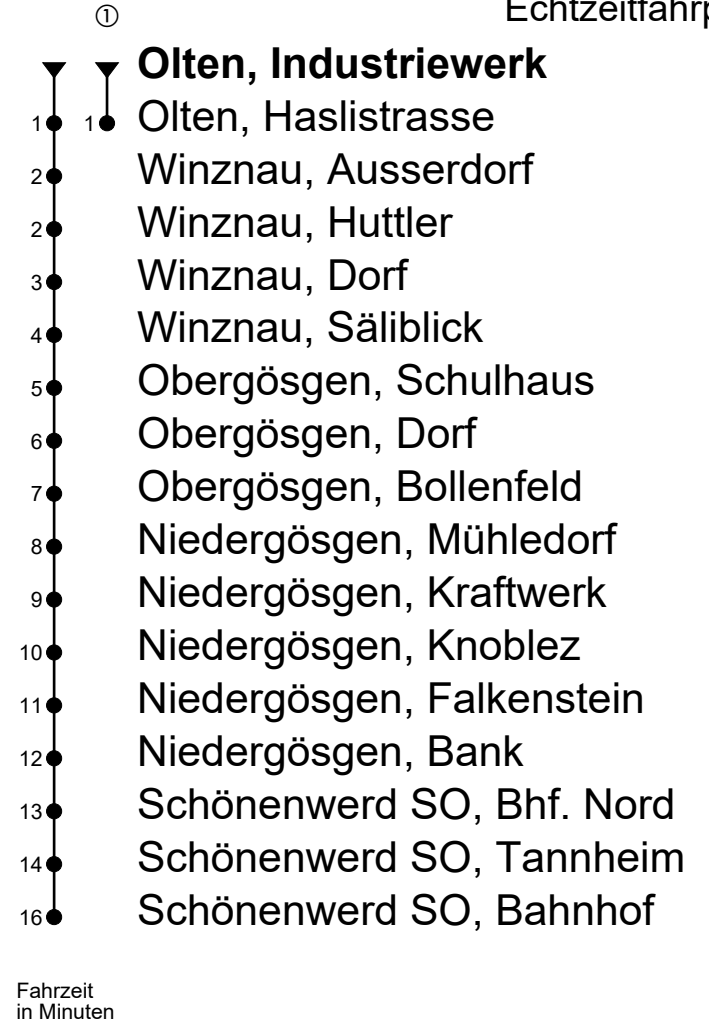 ①
Echtzeitfahrp
Olten, Industriewerk
1 1 Olten, Haslistrasse
2 Winznau, Ausserdorf
2 Winznau, Huttler
3 Winznau, Dorf
4 Winznau, Säliblick
5 Obergösgen, Schulhaus
6 Obergösgen, Dorf
7 Obergösgen, Bollenfeld
8 Niedergösgen, Mühledorf
9 Niedergösgen, Kraftwerk
10 Niedergösgen, Knoblez
11 Niedergösgen, Falkenstein
12 Niedergösgen, Bank
13 Schönenwerd SO, Bhf. Nord
14 Schönenwerd SO, Tannheim
16 Schönenwerd SO, Bahnhof
Fahrzeit
in Minuten